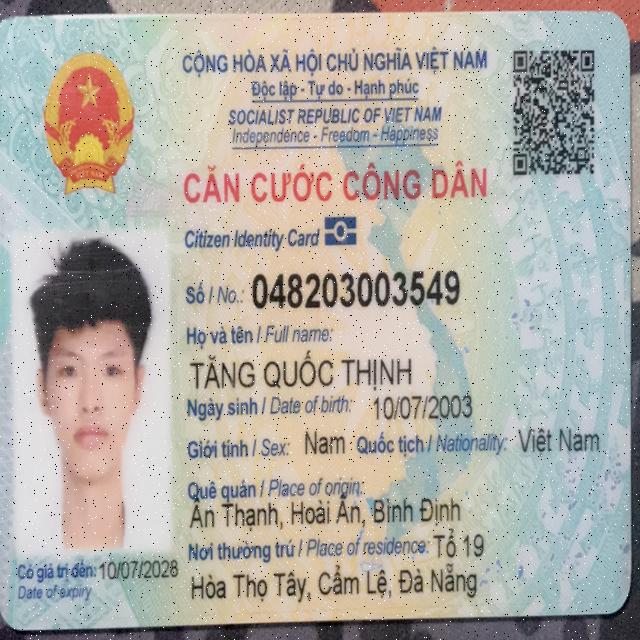 CỘNG HÒA XÃ HỘI CHỦ NGHĨA VIỆT NAM
Độc lập - Tự do - Hạnh phúc
SOCIALIST REPUBLIC OF VIET NAM
Independence - Freedom - Happiness
CĂN CƯỚC CÔNG DÂN
Citizen Identity Card
Số / No.: 048203003549
Họ và tên / Full name:
TĂNG QUỐC THỊNH
Ngày sinh / Date of birth: 10/07/2003
Giới tính / Sex: Nam Quốc tịch / Nationality: Việt Nam
Quê quán / Place of origin:
Ân Thạnh, Hoài Ân, Bình Định
Nơi thường trú / Place of residence: Tổ 19
Hòa Thọ Tây, Cẩm Lệ, Đà Nẵng
Có giá trị đến: 10/07/2028
Date of expiry